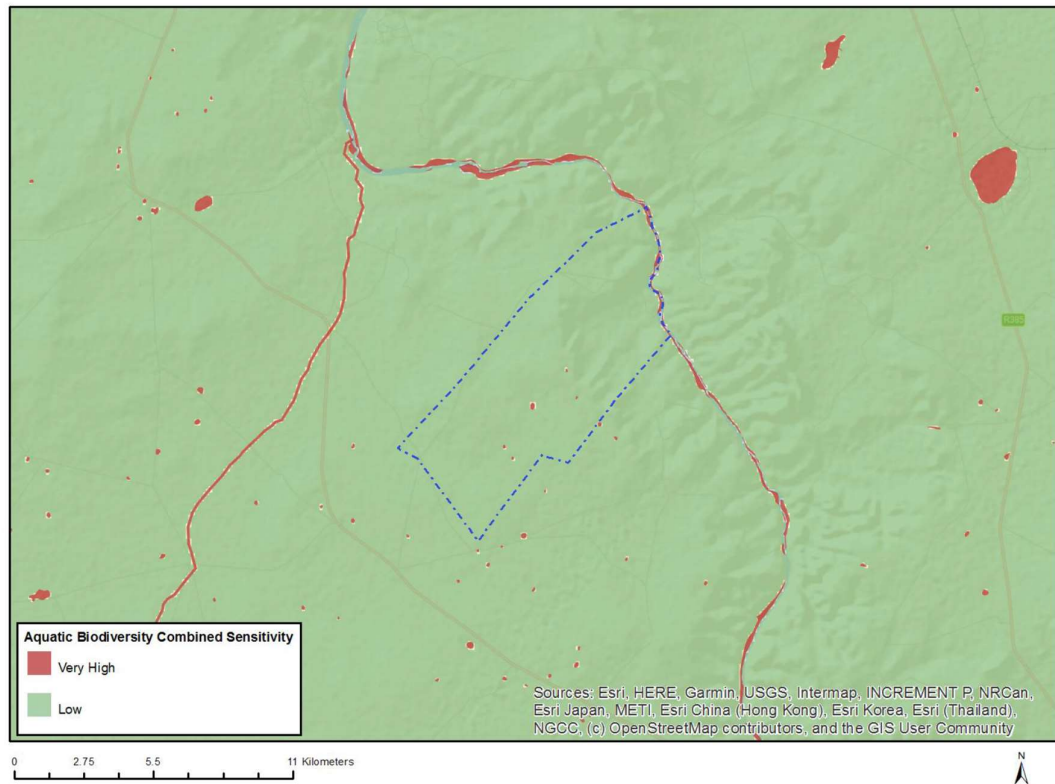 R385
Aquatic Biodiversity Combined Sensitivity
Very High
Low
Sources: Esri, HERE, Garmin, USGS, Intermap, INCREMENT P, NRCan,
Esri Japan, METI, Esri China (Hong Kong), Esri Korea, Esri (Thailand),
NGCC, (c) OpenStreetMap contributors, and the GIS User Community
0 2.75 5.5 11 Kilometers
N